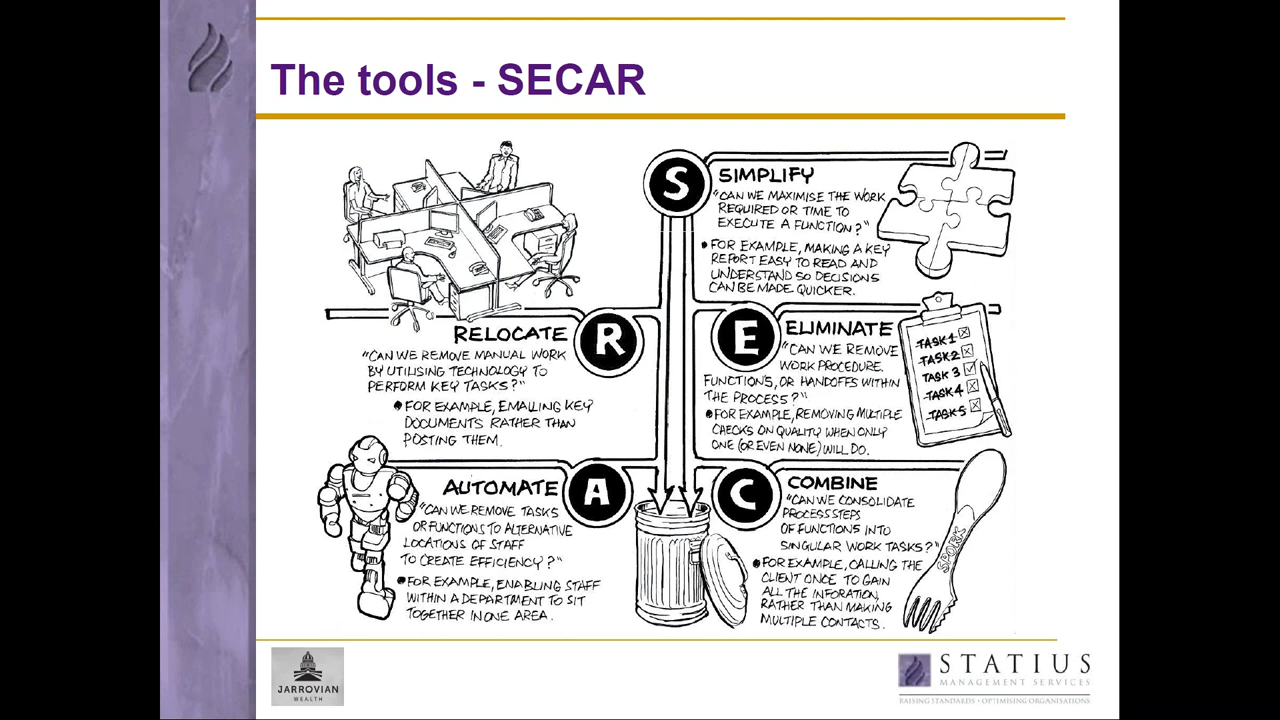 The tools - SECAR
S
SIMPLIFY
"CAN WE MAXIMISE THE WORK
REQUIRED OR TIME TO
EXECUTE A FUNCTION?"
• FOR EXAMPLE, MAKING A KEY
REPORT EASY TO READ AND
UNDERSTAND SO DECISIONS
CAN BE MADE QUICKER.
E
ELIMINATE
"CAN WE REMOVE
WORK PROCEDURE.
FUNCTIONS, OR HANDOFFS WITHIN
THE PROCESS?"
• FOR EXAMPLE, REMOVING MULTIPLE
CHECKS ON QUALITY WHEN ONLY
ONE (OR EVEN NONE) WILL DO.
TASK 1
TASK 2
TASK 3
TASK 4
TASK 5
C
COMBINE
"CAN WE CONSOLIDATE
PROCESS STEPS
OF FUNCTIONS INTO
SINGULAR WORK TASKS?"
• FOR EXAMPLE, CALLING THE
CLIENT ONCE TO GAIN
ALL THE INFORATION
RATHER THAN MAKING
MULTIPLE CONTACTS.
SPORK
A
AUTOMATE
"CAN WE REMOVE TASKS
OR FUNCTIONS TO ALTERNATIVE
LOCATIONS OF STAFF
TO CREATE EFFICIENCY?"
• FOR EXAMPLE, ENABLING STAFF
WITHIN A DEPARTMENT TO SIT
TOGETHER IN ONE AREA.
R
RELOCATE
"CAN WE REMOVE MANUAL WORK
BY UTILISING TECHNOLOGY TO
PERFORM KEY TASKS?"
• FOR EXAMPLE, EMAILING KEY
DOCUMENTS RATHER THAN
POSTING THEM.
JARROVIAN
WEALTH
STATIUS
MANAGEMENT SERVICES
RAISING STANDARDS • OPTIMISING ORGANISATIONS